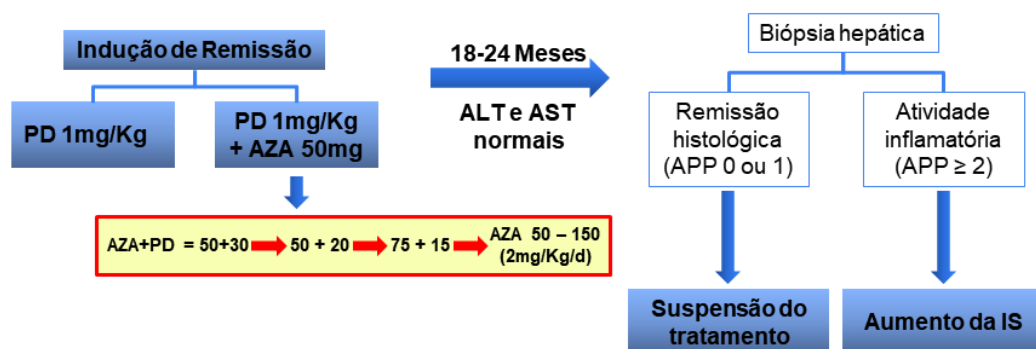 Indução de Remissão
PD 1mg/Kg
PD 1mg/Kg
+ AZA 50mg
AZA+PD = 50+30
50 + 20
75 + 15
AZA 50 – 150
(2mg/Kg/d)
18-24 Meses
ALT e AST
normais
Biópsia hepática
Remissão
histológica
(APP 0 ou 1)
Atividade
inflamatória
(APP ≥ 2)
Suspensão do
tratamento
Aumento da IS